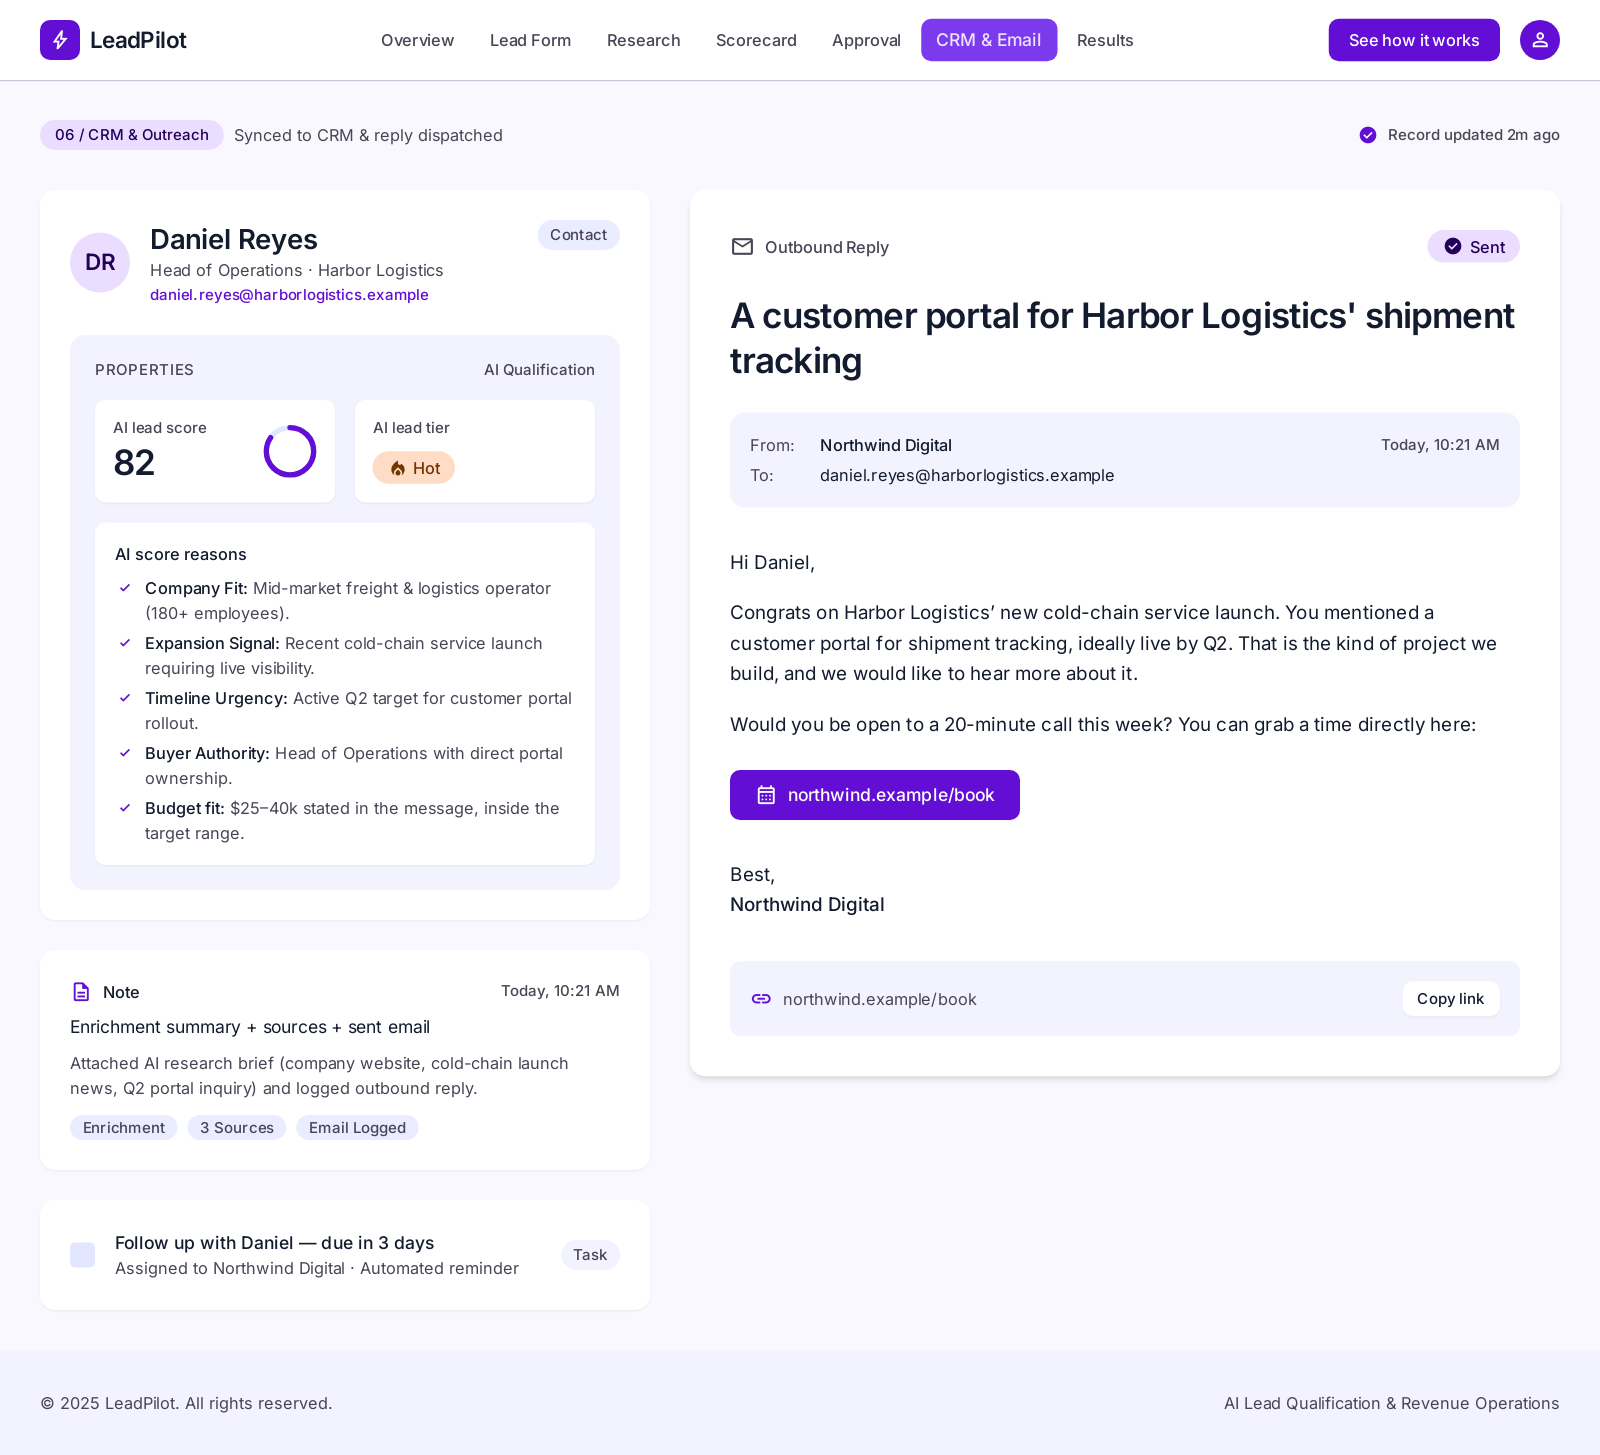 LeadPilot
Overview
Lead Form
Research
Scorecard
Approval
CRM & Email
Results
See how it works
06 / CRM & Outreach
Synced to CRM & reply dispatched
Record updated 2m ago
DR
Daniel Reyes
Contact
Head of Operations · Harbor Logistics
daniel.reyes@harborlogistics.example
PROPERTIES
AI Qualification
AI lead score
82
AI lead tier
Hot
AI score reasons
Company Fit: Mid-market freight & logistics operator
(180+ employees).
Expansion Signal: Recent cold-chain service launch
requiring live visibility.
Timeline Urgency: Active Q2 target for customer portal
rollout.
Buyer Authority: Head of Operations with direct portal
ownership.
Budget fit: $25–40k stated in the message, inside the
target range.
Note
Today, 10:21 AM
Enrichment summary + sources + sent email
Attached AI research brief (company website, cold-chain launch
news, Q2 portal inquiry) and logged outbound reply.
Enrichment
3 Sources
Email Logged
Follow up with Daniel — due in 3 days
Assigned to Northwind Digital · Automated reminder
Task
Outbound Reply
Sent
A customer portal for Harbor Logistics' shipment
tracking
From: Northwind Digital
Today, 10:21 AM
To: daniel.reyes@harborlogistics.example
Hi Daniel,
Congrats on Harbor Logistics’ new cold-chain service launch. You mentioned a
customer portal for shipment tracking, ideally live by Q2. That is the kind of project we
build, and we would like to hear more about it.
Would you be open to a 20-minute call this week? You can grab a time directly here:
northwind.example/book
Best,
Northwind Digital
northwind.example/book
Copy link
© 2025 LeadPilot. All rights reserved.
AI Lead Qualification & Revenue Operations